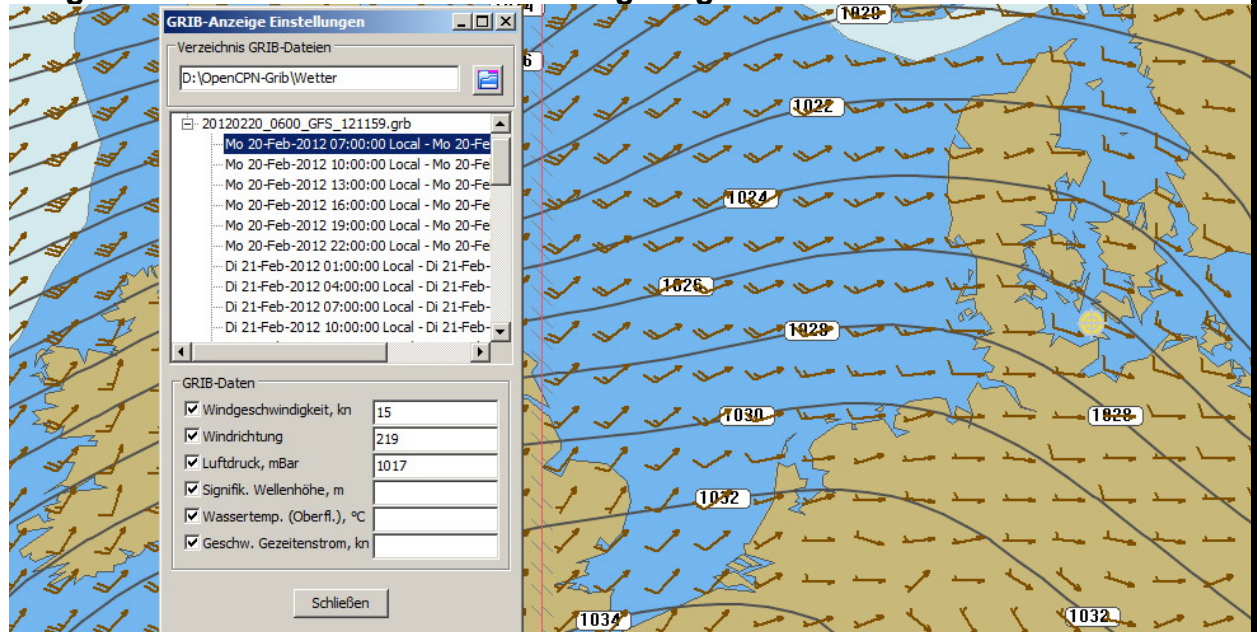 GRIB-Anzeige Einstellungen
Verzeichnis GRIB-Dateien
D:\OpenCPN-Grib\Wetter
20120220_0600_GFS_121159.grb
Mo 20-Feb-2012 07:00:00 Local - Mo 20-Fe
Mo 20-Feb-2012 10:00:00 Local - Mo 20-Fe
Mo 20-Feb-2012 13:00:00 Local - Mo 20-Fe
Mo 20-Feb-2012 16:00:00 Local - Mo 20-Fe
Mo 20-Feb-2012 19:00:00 Local - Mo 20-Fe
Mo 20-Feb-2012 22:00:00 Local - Mo 20-Fe
Di 21-Feb-2012 01:00:00 Local - Di 21-Feb-
Di 21-Feb-2012 04:00:00 Local - Di 21-Feb-
Di 21-Feb-2012 07:00:00 Local - Di 21-Feb-
Di 21-Feb-2012 10:00:00 Local - Di 21-Feb-
GRIB-Daten
Windgeschwindigkeit, kn 15
Windrichtung 219
Luftdruck, mBar 1017
Signifik. Wellenhöhe, m
Wassertemp. (Oberfl.), °C
Geschw. Gezeitenstrom, kn
Schließen
1020
1022
1024
1026
1028
1030
1028
1032
1034
1032